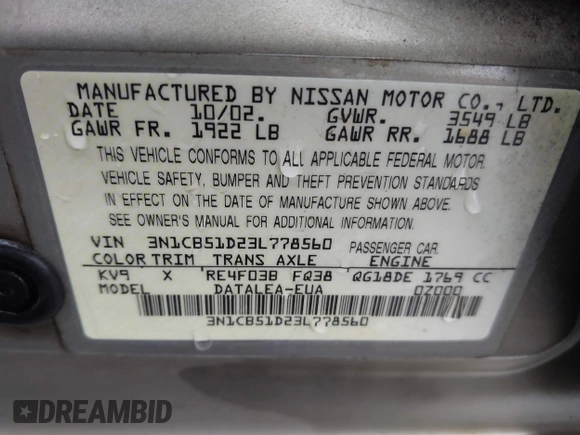 MANUFACTURED BY NISSAN MOTOR CO., LTD.
DATE 10/02. GVWR. 3549 LB
GAWR FR. 1922 LB GAWR RR. 1688 LB
THIS VEHICLE CONFORMS TO ALL APPLICABLE FEDERAL MOTOR
VEHICLE SAFETY, BUMPER AND THEFT PREVENTION STANDARDS
IN EFFECT ON THE DATE OF MANUFACTURE SHOWN ABOVE.
SEE OWNER'S MANUAL FOR ADDITIONAL INFORMATION.
VIN 3N1CB51D23L778560 PASSENGER CAR
COLOR TRIM TRANS AXLE ENGINE
KV9 X RE4F03B FQ38 QG18DE 1769 CC
MODEL DATALEA-EUA 0Z000
3N1CB51D23L778560
DREAMBID